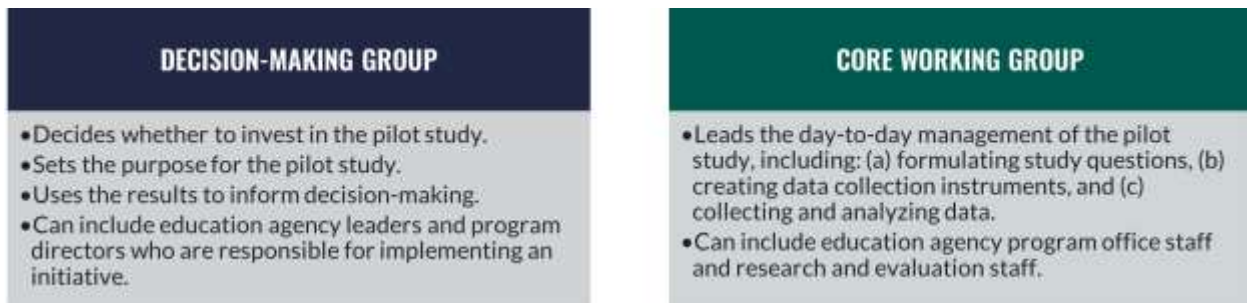 DECISION-MAKING GROUP
•Decides whether to invest in the pilot study.
•Sets the purpose for the pilot study.
•Uses the results to inform decision-making.
•Can include education agency leaders and program
directors who are responsible for implementing an
initiative.
CORE WORKING GROUP
•Leads the day-to-day management of the pilot
study, including: (a) formulating study questions, (b)
creating data collection instruments, and (c)
collecting and analyzing data.
•Can include education agency program office staff
and research and evaluation staff.